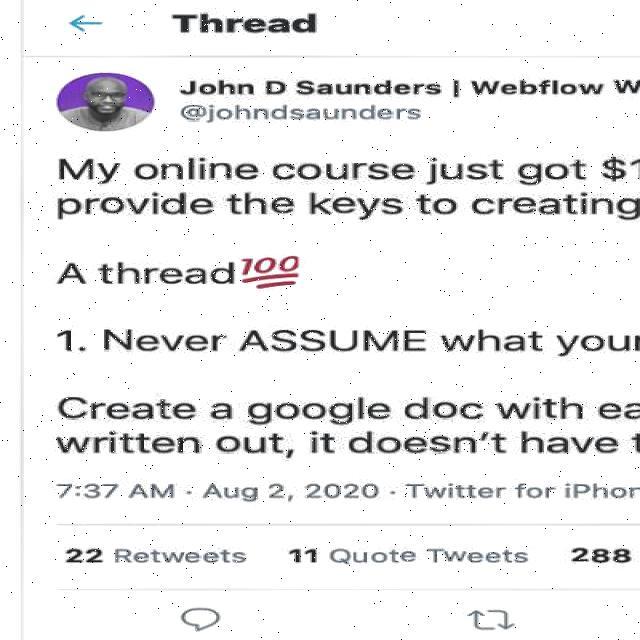 Thread
John D Saunders | Webflow W
@johndsaunders
My online course just got $1
provide the keys to creating
A thread💯
1. Never ASSUME what your
Create a google doc with ea
written out, it doesn't have t
7:37 AM · Aug 2, 2020 · Twitter for iPhon
22 Retweets 11 Quote Tweets 288